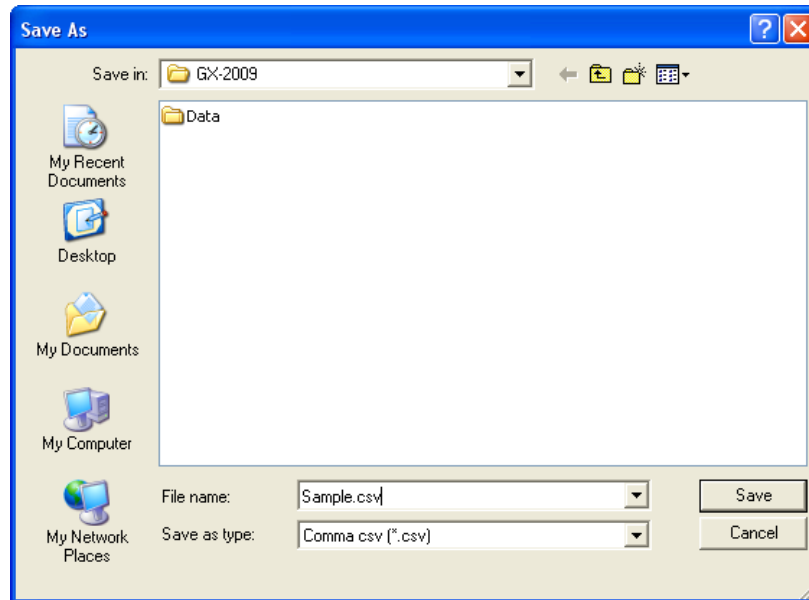 Save As
Save in:
GX-2009
Data
My Recent
Documents
Desktop
My Documents
My Computer
My Network
Places
File name:
Sample.csv
Save
Save as type:
Comma csv (*.csv)
Cancel